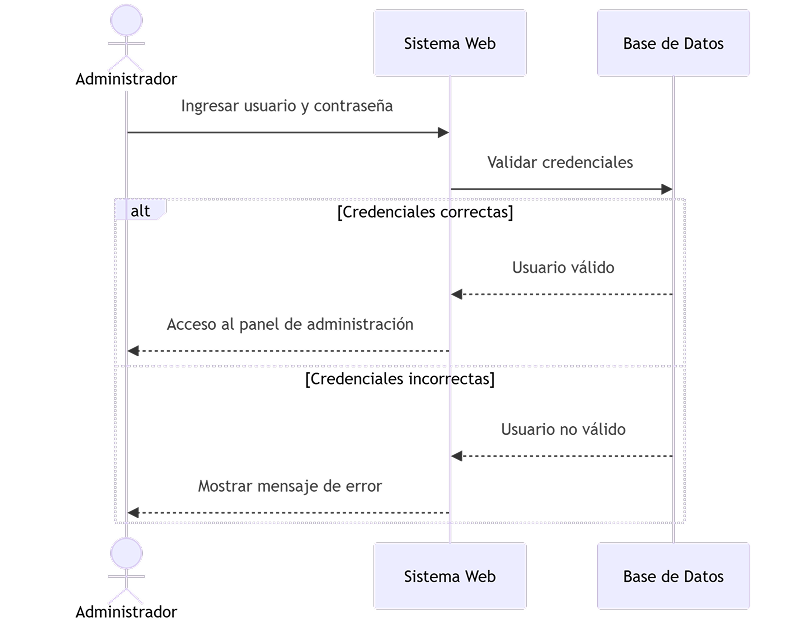 Administrador
Sistema Web
Base de Datos
Ingresar usuario y contraseña
Validar credenciales
alt
[Credenciales correctas]
Usuario válido
Acceso al panel de administración
[Credenciales incorrectas]
Usuario no válido
Mostrar mensaje de error
Administrador
Sistema Web
Base de Datos